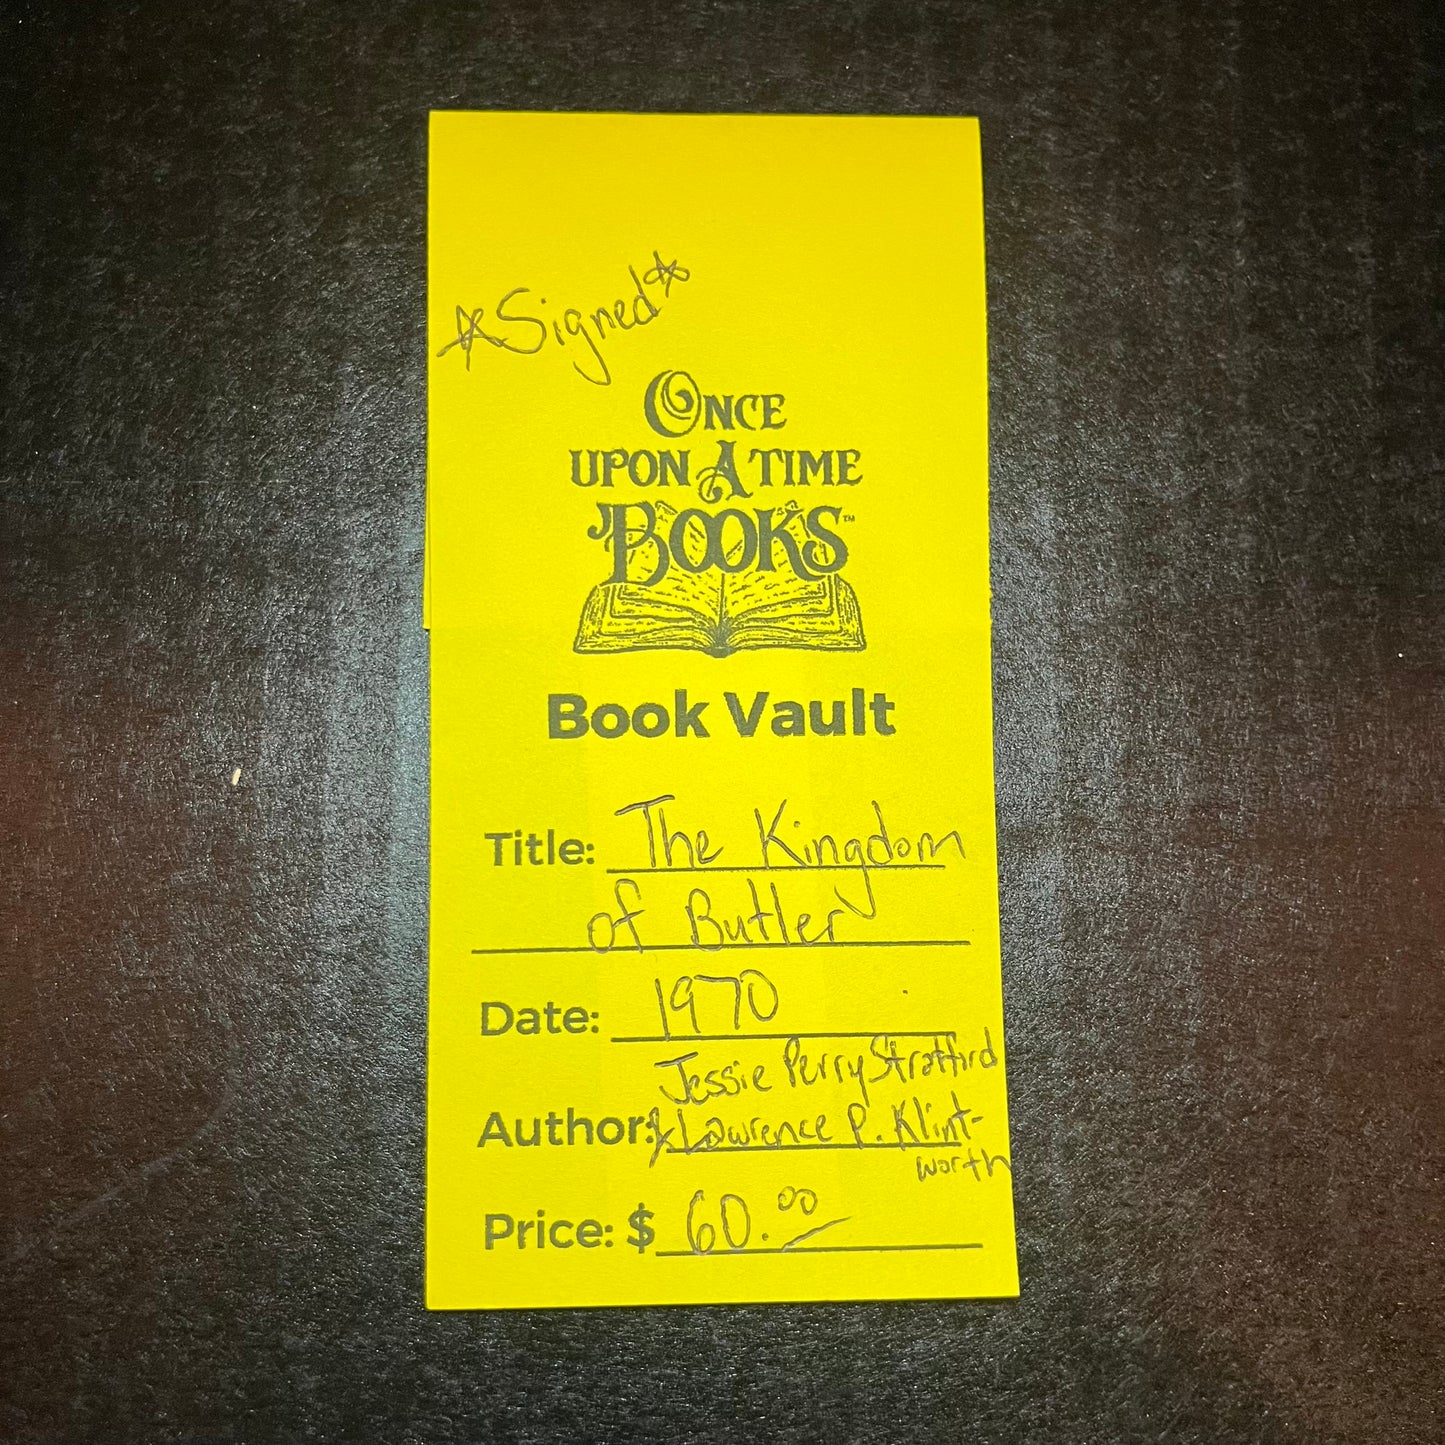 ☆Signed☆
ONCE
UPON A TIME
BOOKS™
Book Vault
Title: The Kingdom
of Butler
Date: 1970
Jessie Perry Stratford
Author: & Lawrence P. Klint-
worth
Price: $ 60.00